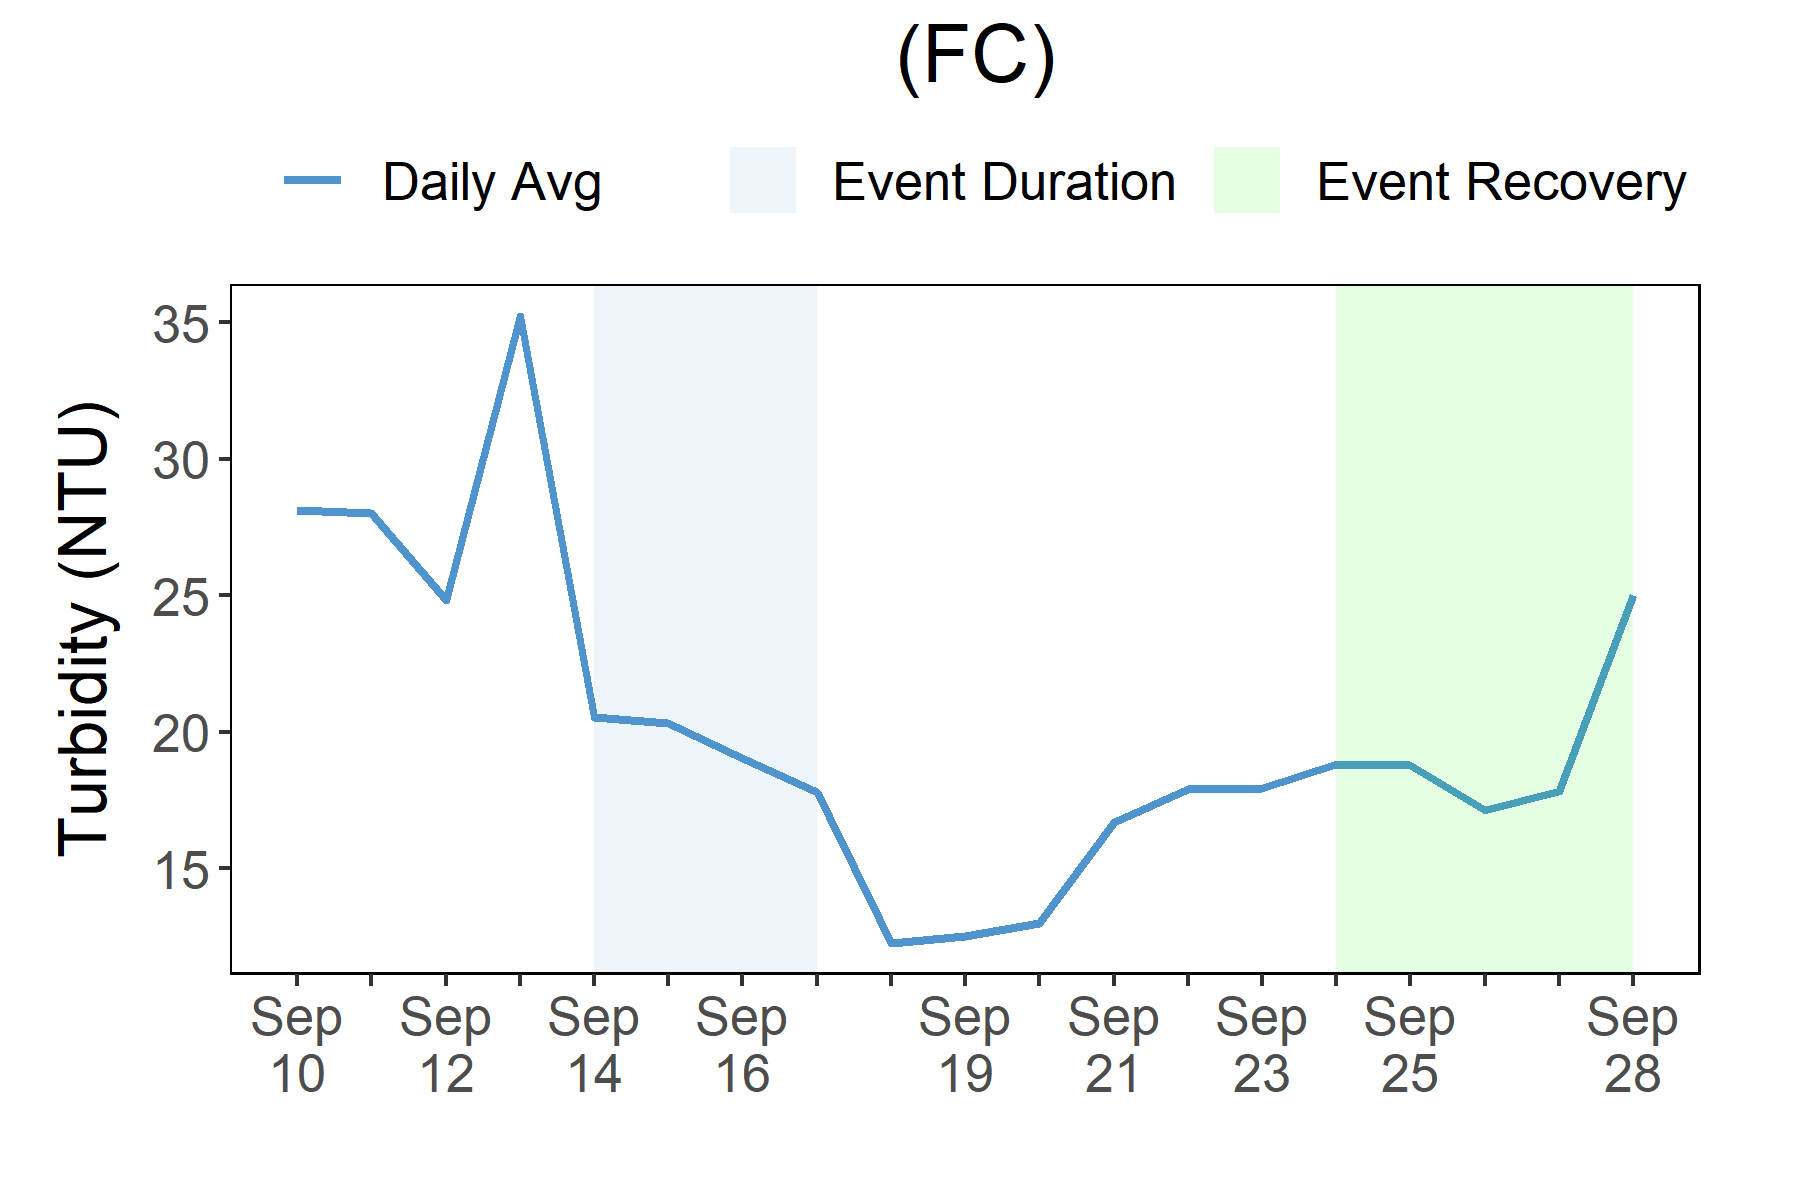 (FC)
Daily Avg Event Duration Event Recovery
Turbidity (NTU)
35
30
25
20
15
Sep Sep Sep Sep Sep Sep Sep Sep Sep
10 12 14 16 19 21 23 25 28